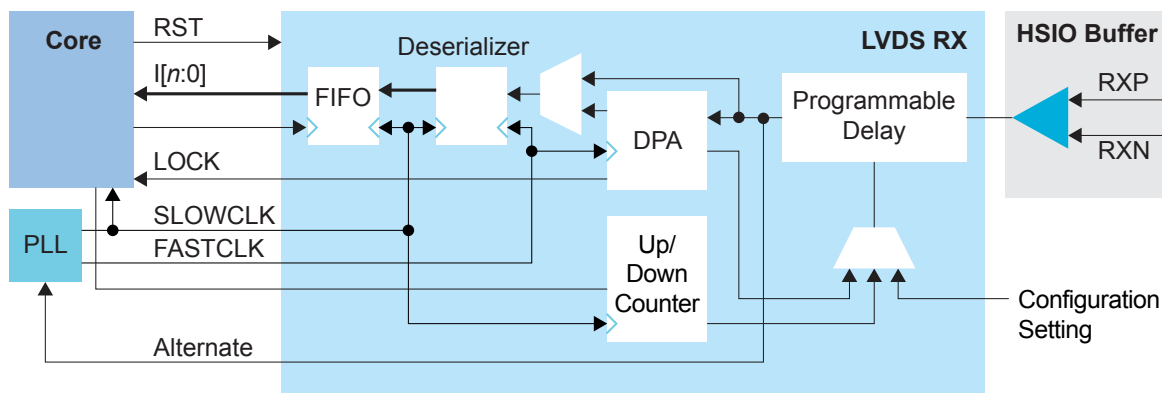 Core
RST
I[n:0]
LOCK
SLOWCLK
FASTCLK
PLL
Alternate
LVDS RX
Deserializer
FIFO
DPA
Up/
Down
Counter
Programmable
Delay
HSIO Buffer
RXP
RXN
Configuration
Setting